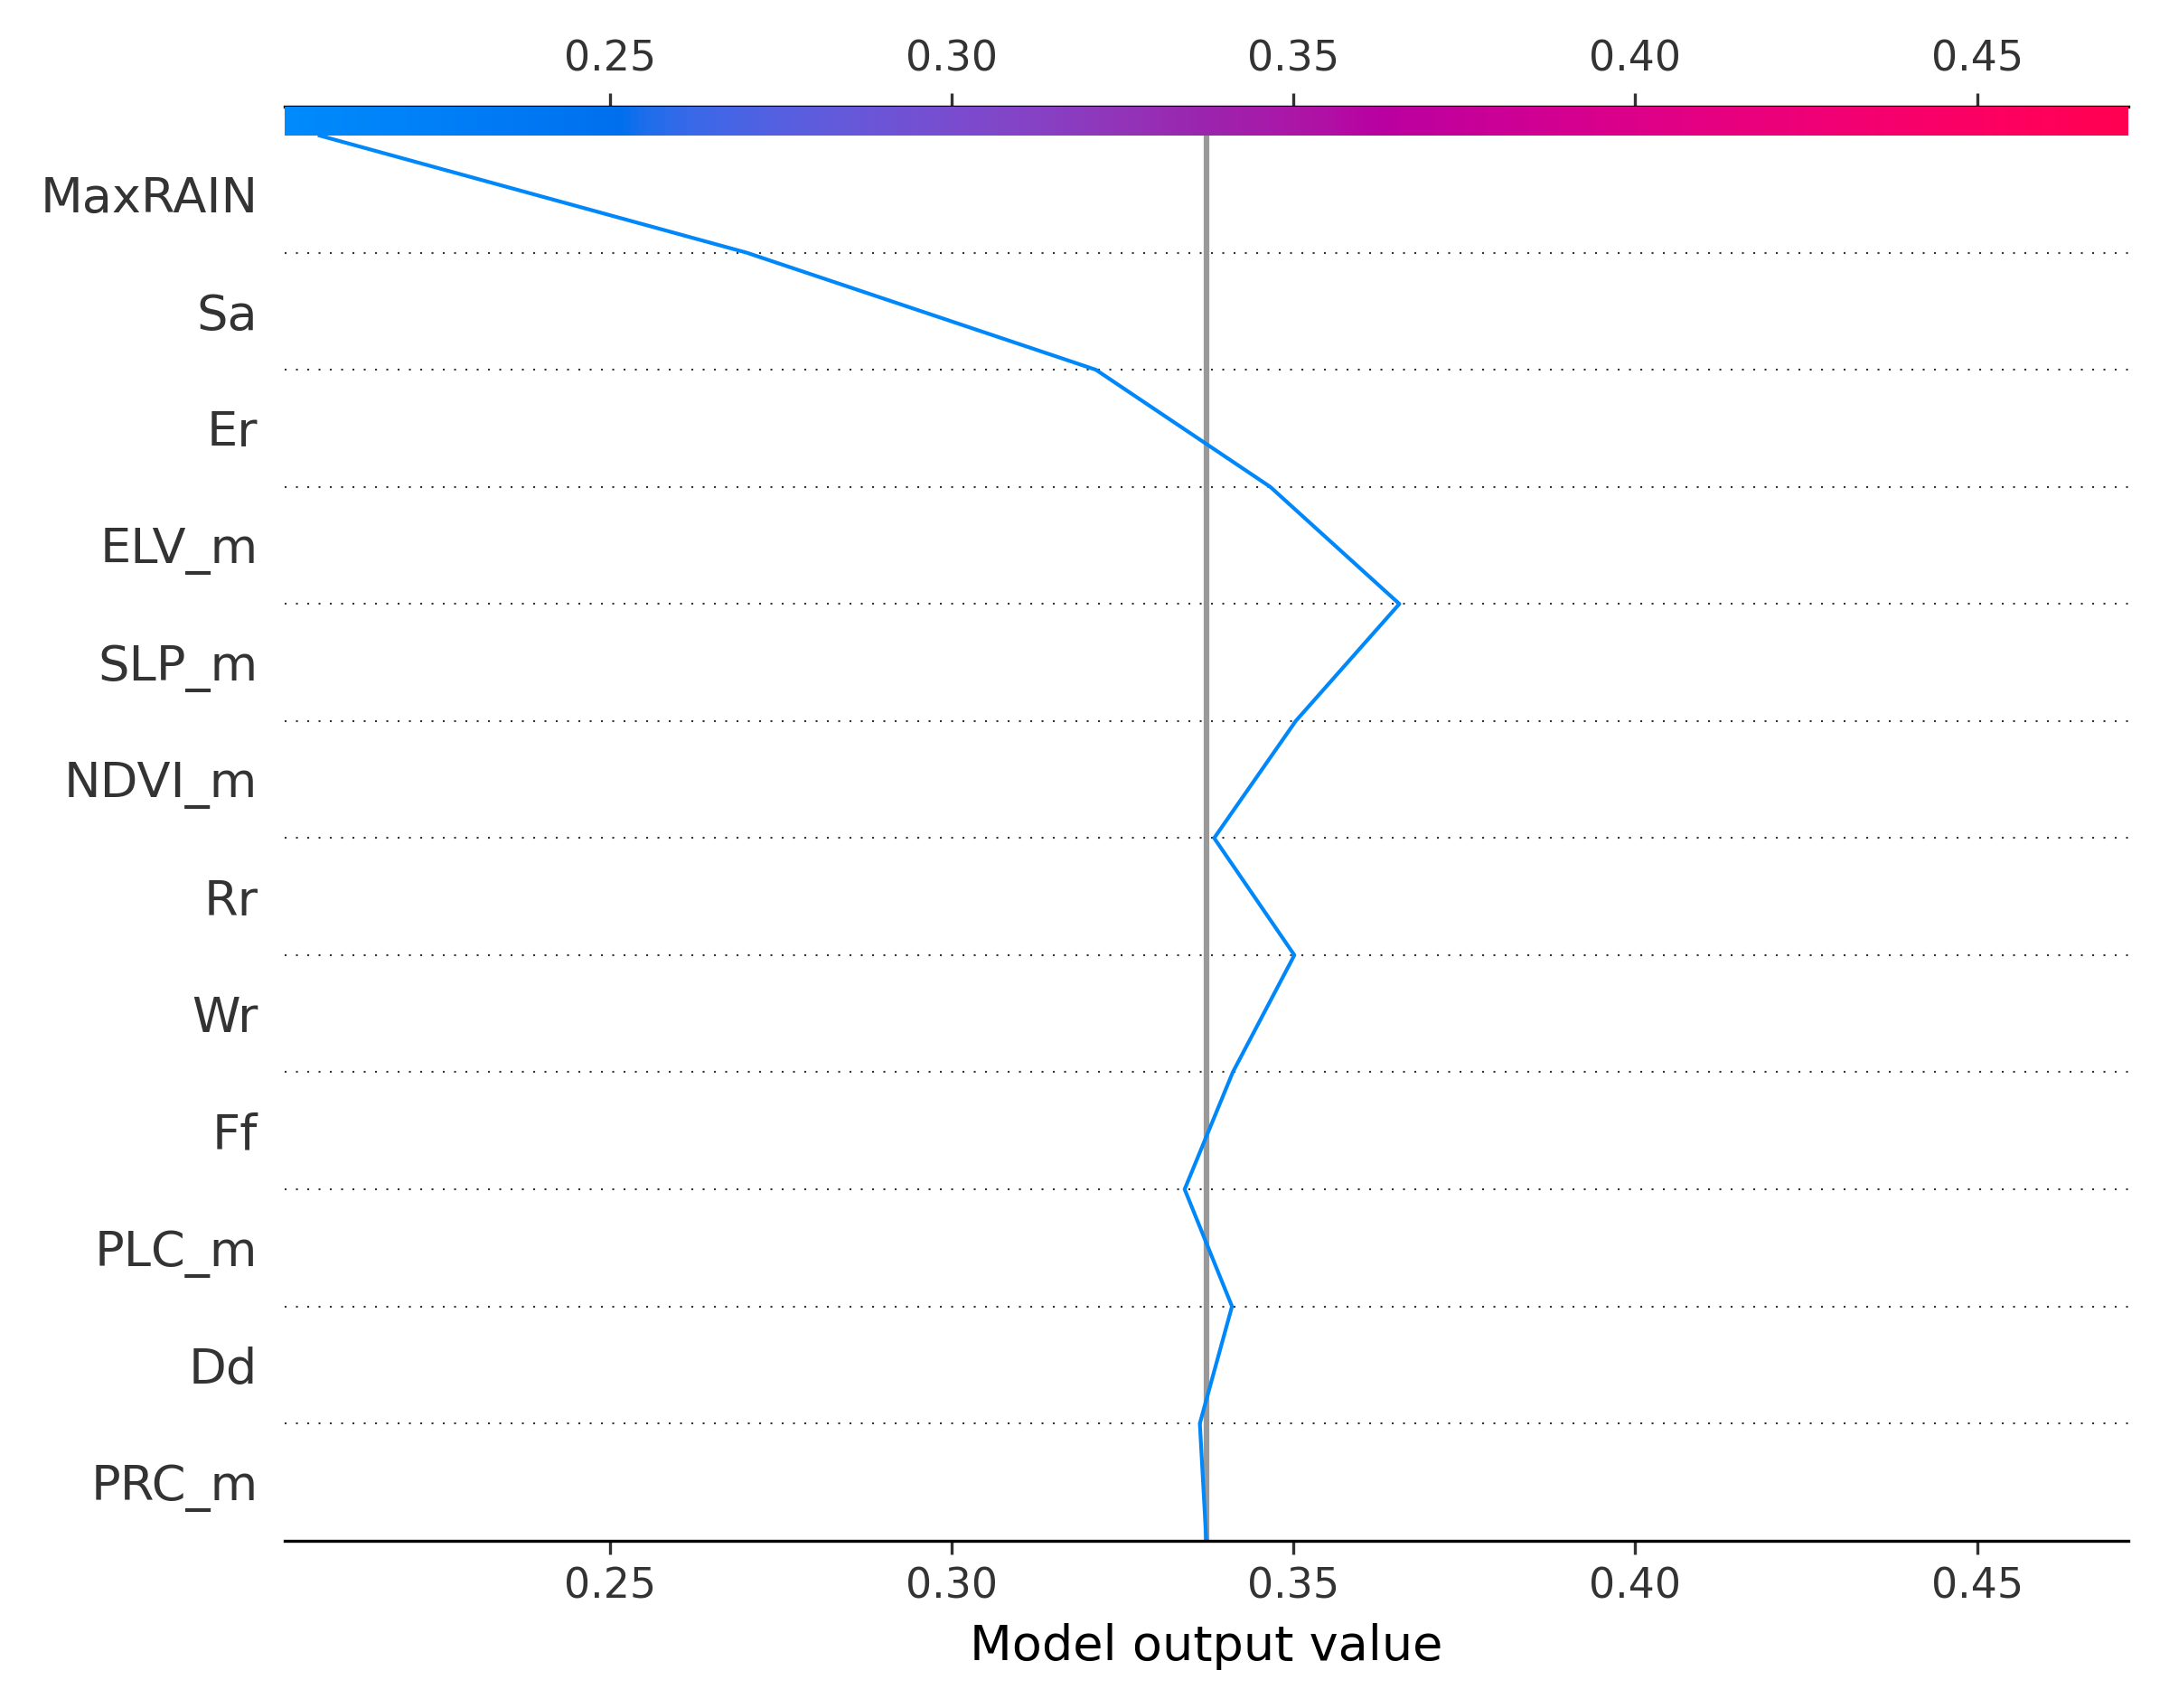 0.25 0.30 0.35 0.40 0.45
MaxRAIN
Sa
Er
ELV_m
SLP_m
NDVI_m
Rr
Wr
Ff
PLC_m
Dd
PRC_m
0.25 0.30 0.35 0.40 0.45
Model output value